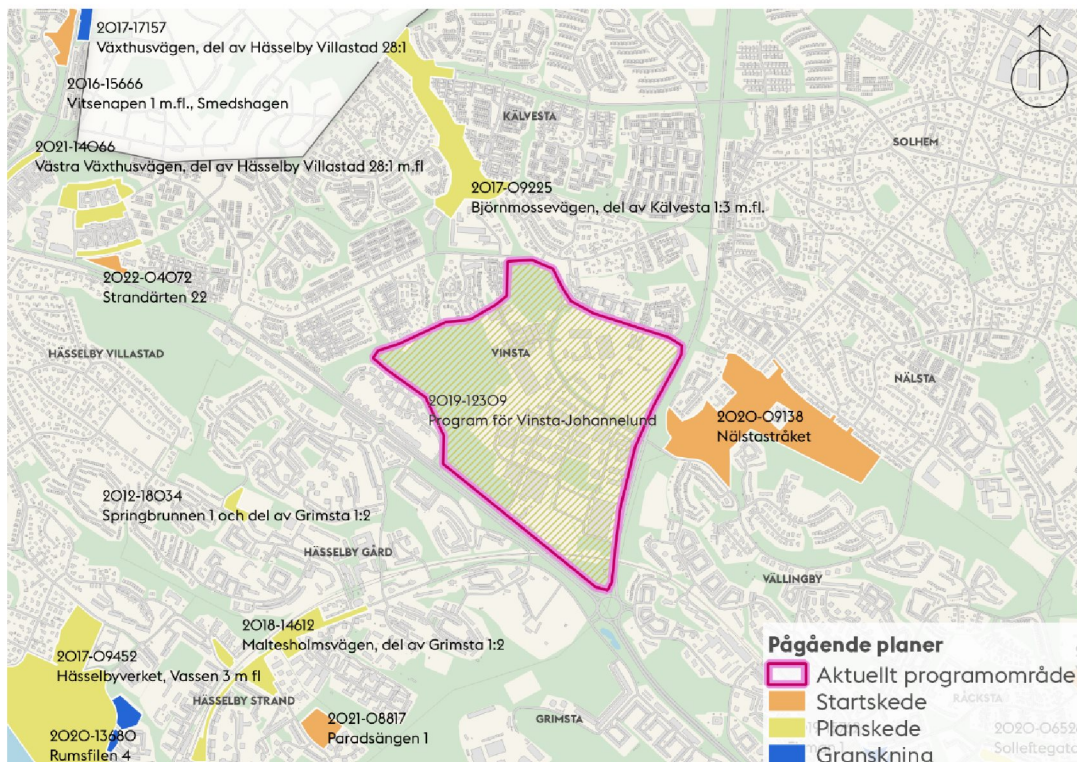 2017-17157
Växthusvägen, del av Hässelby Villastad 28:1
2016-15666
Vitsenapen 1 m.fl., Smedshagen
KÄLVESTA
SOLHEM
2021-14066
Västra Växthusvägen, del av Hässelby Villastad 28:1 m.fl
2017-09225
Björnmossevägen, del av Kälvesta 1:3 m.fl.
2022-04072
Strandärten 22
HÄSSELBY VILLASTAD
VINSTA
NÄLSTA
2019-12309
Program för Vinsta-Johannelund
2020-09138
Nälstastråket
2012-18034
Springbrunnen 1 och del av Grimsta 1:2
HÄSSELBY GÅRD
VÄLLINGBY
2018-14612
Maltesholmsvägen, del av Grimsta 1:2
2017-09452
Hässelbyverket, Vassen 3 m fl
HÄSSELBY STRAND
2021-08817
Paradsängen 1
GRIMSTA
2020-13680
Rumsfilen 4
Pågående planer
Aktuellt programområde
Startskede
RÅCKSTA
Planskede
2020-0652
Solleftegat
Granskning